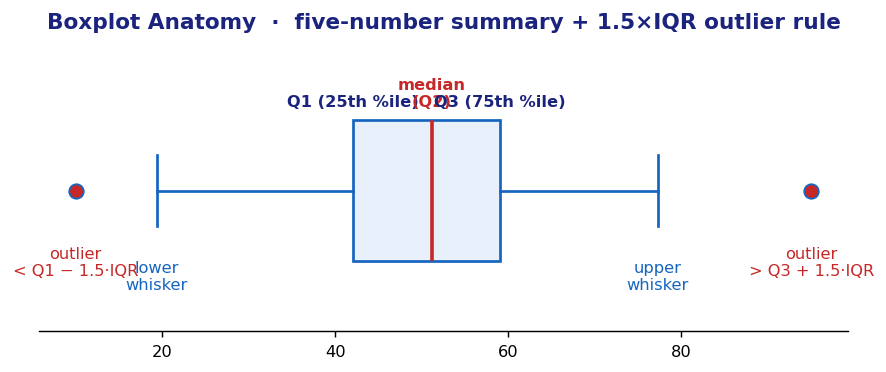 Boxplot Anatomy · five-number summary + 1.5×IQR outlier rule
median
(Q2)
Q1 (25th %ile)
Q3 (75th %ile)
outlier
< Q1 − 1.5·IQR
lower
whisker
upper
whisker
outlier
> Q3 + 1.5·IQR
20
40
60
80